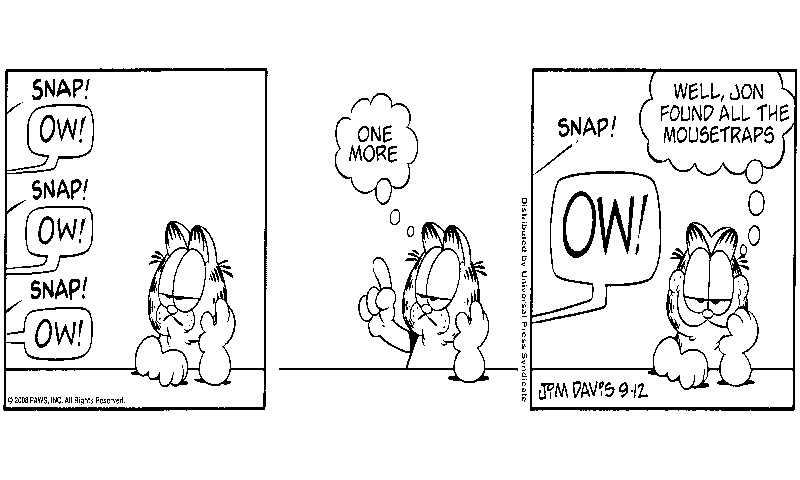 SNAP!
OW!
SNAP!
OW!
SNAP!
OW!
© 2008 PAWS, INC. All Rights Reserved.
ONE
MORE
Distributed by Universal Press Syndicate
SNAP!
OW!
WELL, JON
FOUND ALL THE
MOUSETRAPS
JIM DAVIS 9-12